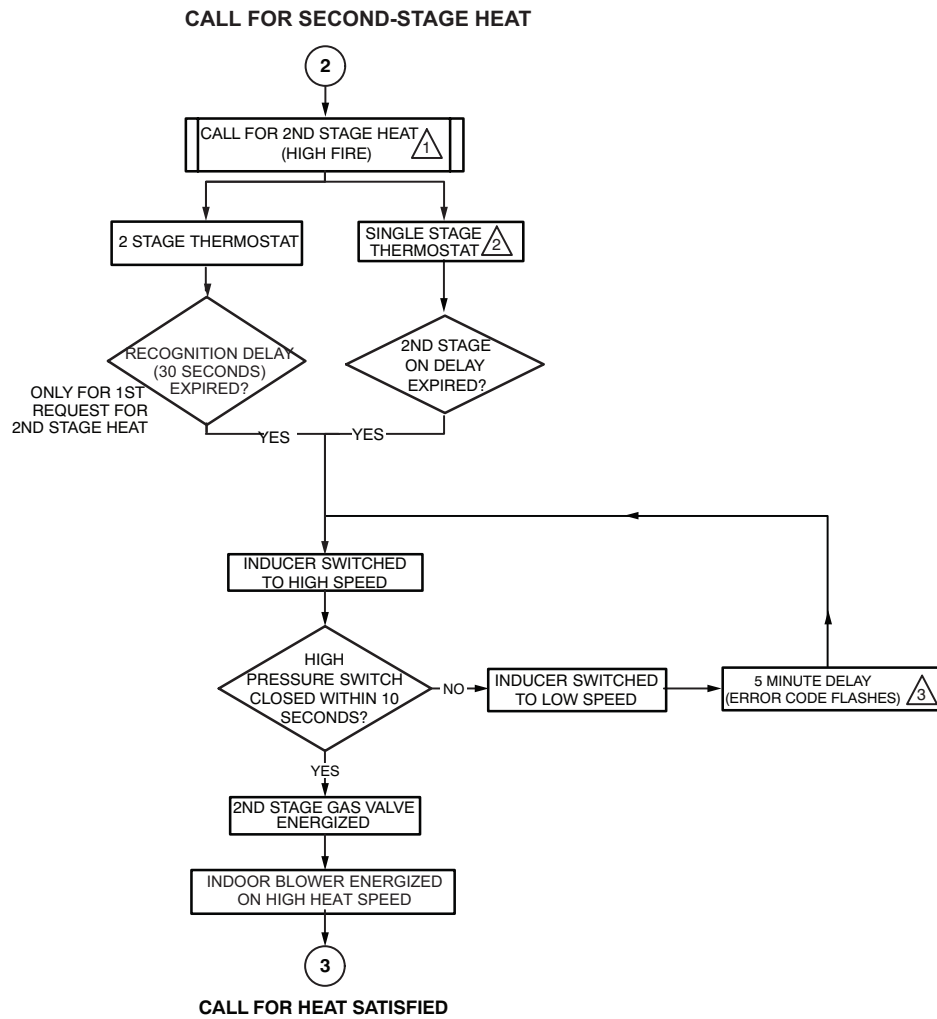 CALL FOR SECOND-STAGE HEAT
2
CALL FOR 2ND STAGE HEAT
(HIGH FIRE)
1
2 STAGE THERMOSTAT
SINGLE STAGE
THERMOSTAT
2
RECOGNITION DELAY
(30 SECONDS)
EXPIRED?
2ND STAGE
ON DELAY
EXPIRED?
ONLY FOR 1ST
REQUEST FOR
2ND STAGE HEAT
YES
YES
INDUCER SWITCHED
TO HIGH SPEED
HIGH
PRESSURE SWITCH
CLOSED WITHIN 10
SECONDS?
NO
INDUCER SWITCHED
TO LOW SPEED
5 MINUTE DELAY
(ERROR CODE FLASHES)
3
YES
2ND STAGE GAS VALVE
ENERGIZED
INDOOR BLOWER ENERGIZED
ON HIGH HEAT SPEED
3
CALL FOR HEAT SATISFIED